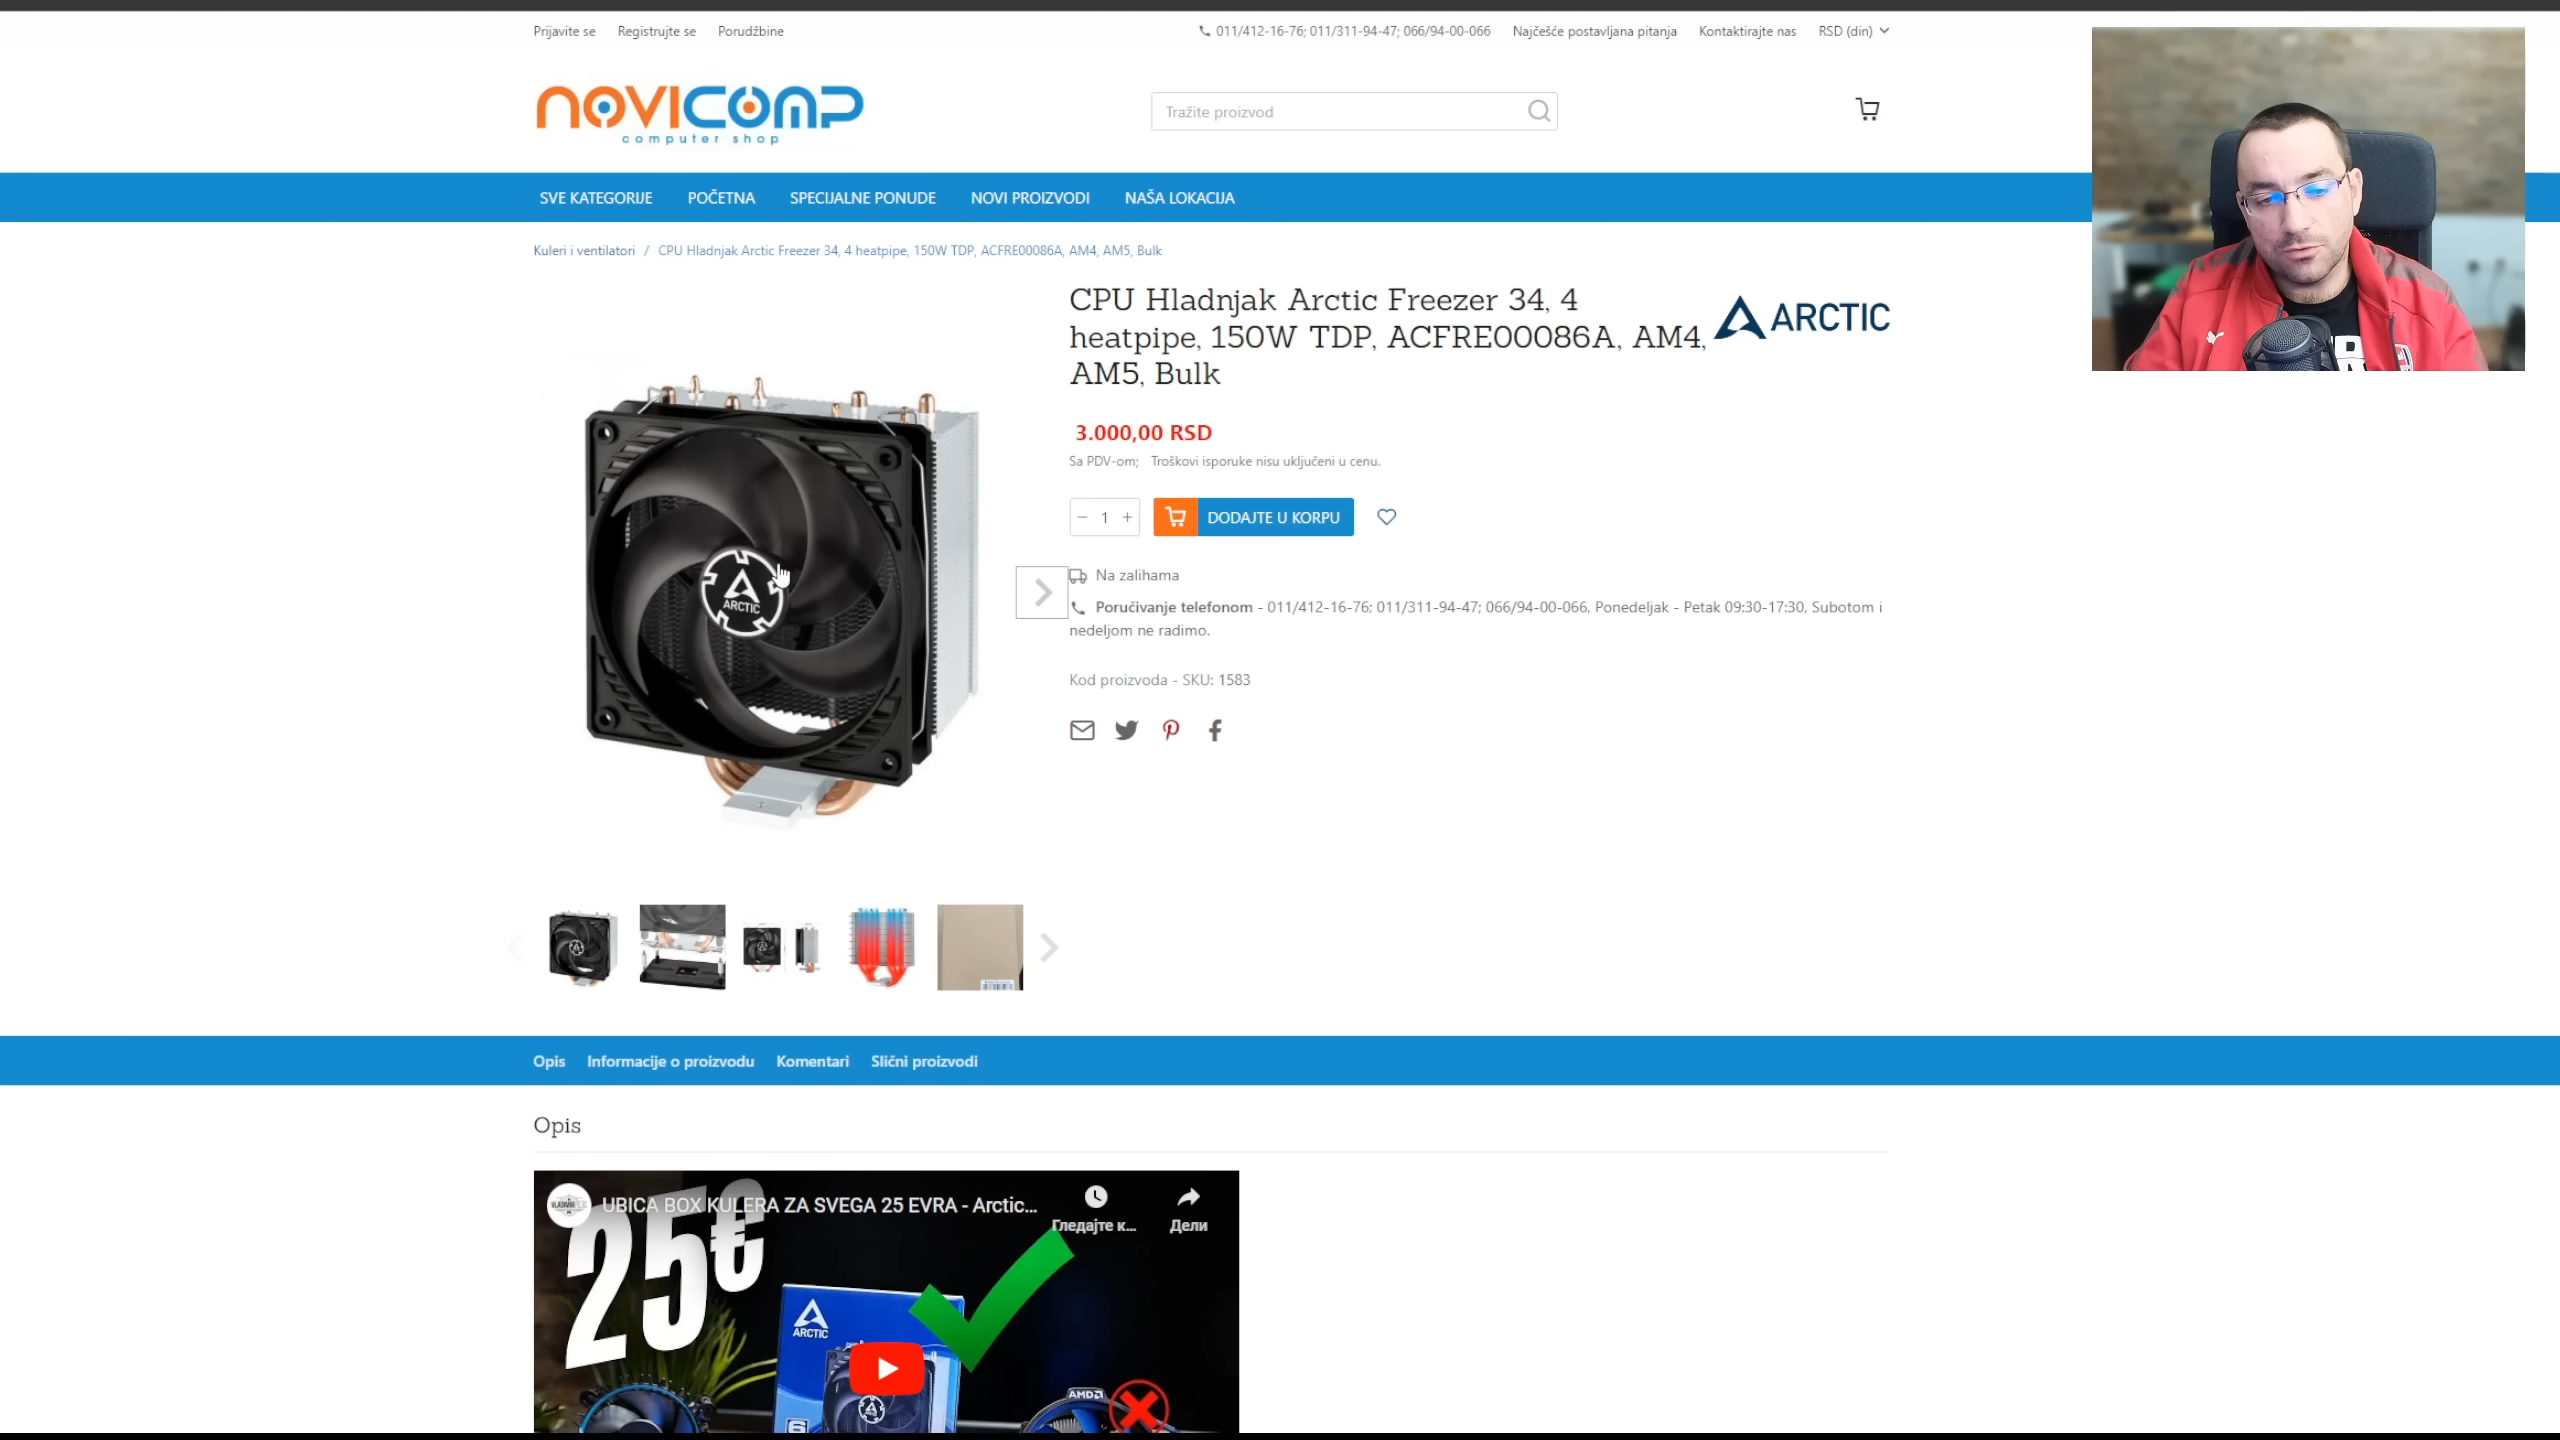 Prijavite se Registrujte se Porudžbine 011/412-16-76; 011/311-94-47; 066/94-00-066 Najčešće postavljana pitanja Kontaktirajte nas RSD (din)
NOVICOMP
computer shop
Tražite proizvod
SVE KATEGORIJE POČETNA SPECIJALNE PONUDE NOVI PROIZVODI NAŠA LOKACIJA
Kuleri i ventilatori / CPU Hladnjak Arctic Freezer 34, 4 heatpipe, 150W TDP, ACFRE00086A, AM4, AM5, Bulk
CPU Hladnjak Arctic Freezer 34, 4
heatpipe, 150W TDP, ACFRE00086A, AM4,
AM5, Bulk
ARCTIC
3.000,00 RSD
Sa PDV-om; Troškovi isporuke nisu uključeni u cenu.
1 DODAJTE U KORPU
Na zalihama
Poručivanje telefonom - 011/412-16-76; 011/311-94-47; 066/94-00-066, Ponedeljak - Petak 09:30-17:30, Subotom i
nedeljom ne radimo.
Kod proizvoda - SKU: 1583
ARCTIC
Opis Informacije o proizvodu Komentari Slični proizvodi
Opis
UBICA BOX KULERA ZA SVEGA 25 EVRA - Arctic...
Гледајте к... Дели
25€
ARCTIC
AMD